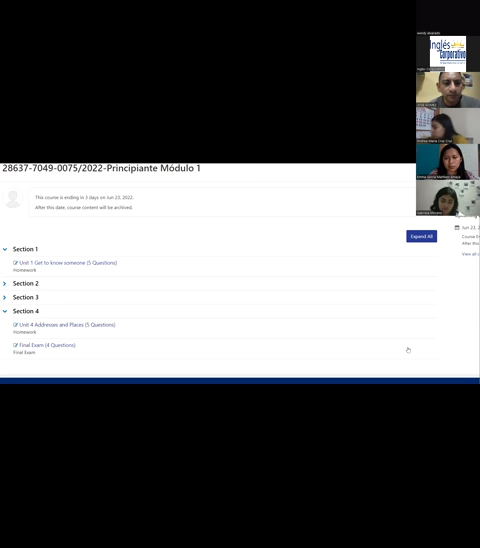 wendy alvarado
Inglés
Corporativo
28637-7049-0075/2022-Principiante Módulo 1
This course is ending in 3 days on Jun 23, 2022.
After this date, course content will be archived.
Expand All
Section 1
Unit 1 Get to know someone (5 Questions)
Homework
Section 2
Section 3
Section 4
Unit 4 Addresses and Places (5 Questions)
Homework
Final Exam (4 Questions)
Final Exam
Jun 23, 2
Course E
After this
View all c